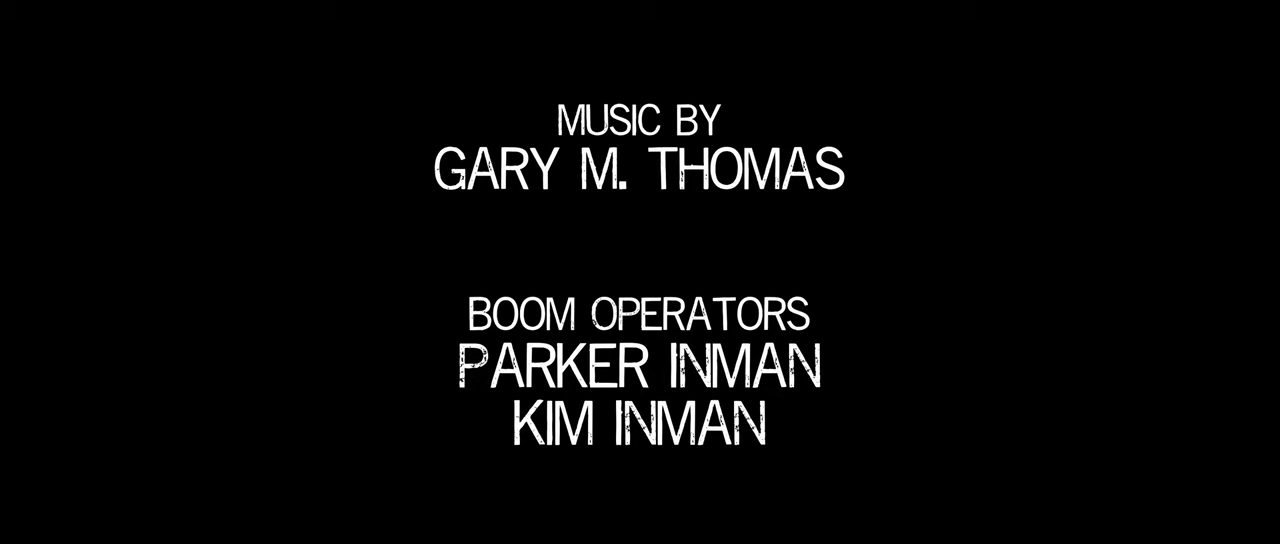 MUSIC BY
GARY M. THOMAS
BOOM OPERATORS
PARKER INMAN
KIM INMAN